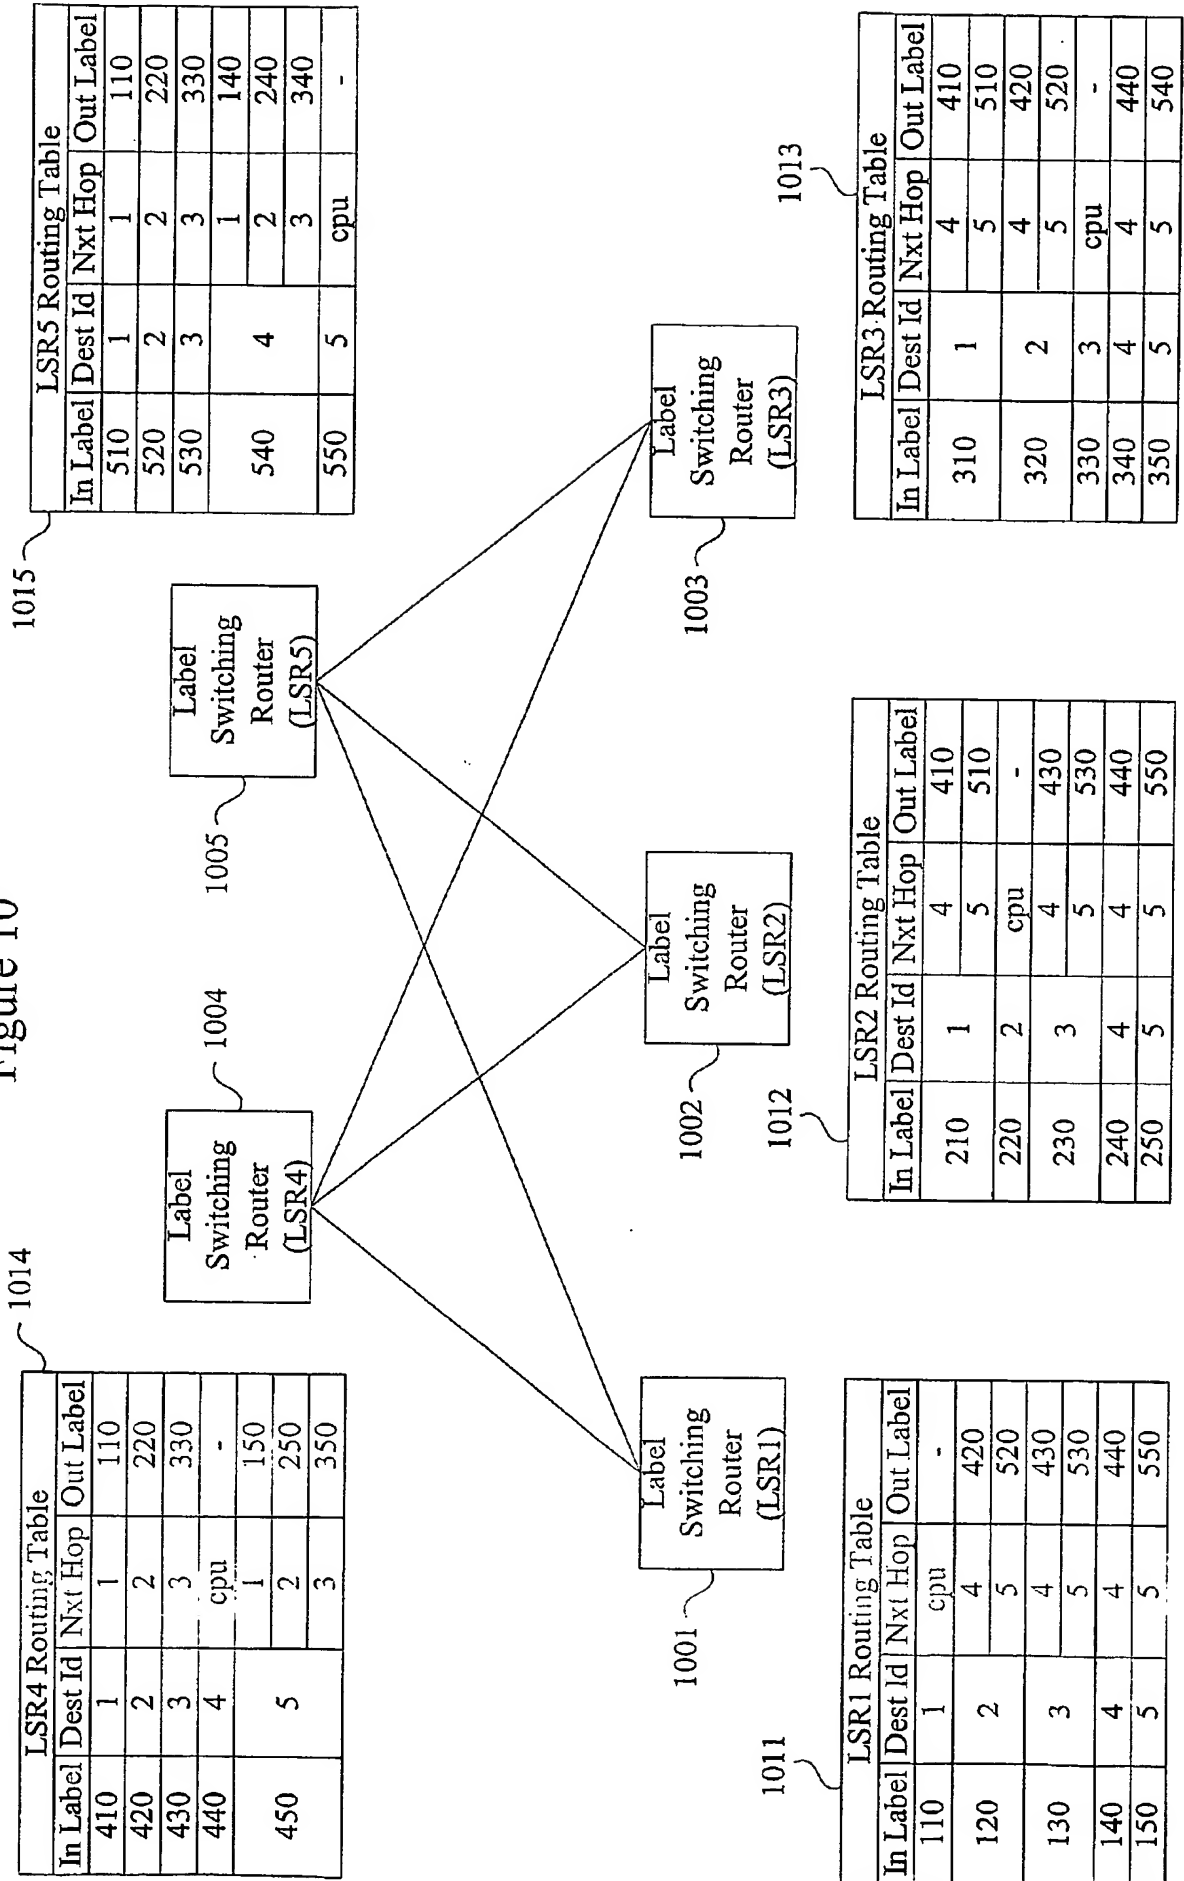 Figure 10
1014
LSR4 Routing Table
In Label Dest Id Nxt Hop Out Label
410 1 1 110
420 2 2 220
430 3 3 330
440 4 cpu -
450 5 1 150
2 250
3 350
1004
Label
Switching
Router
(LSR4)
1005
Label
Switching
Router
(LSR5)
1015
LSR5 Routing Table
In Label Dest Id Nxt Hop Out Label
510 1 1 110
520 2 2 220
530 3 3 330
540 4 1 140
2 240
3 340
550 5 cpu -
1001
Label
Switching
Router
(LSR1)
1002
Label
Switching
Router
(LSR2)
1003
Label
Switching
Router
(LSR3)
1011
LSR1 Routing Table
In Label Dest Id Nxt Hop Out Label
110 1 cpu -
120 2 4 420
5 520
130 3 4 430
5 530
140 4 4 440
150 5 5 550
1012
LSR2 Routing Table
In Label Dest Id Nxt Hop Out Label
210 1 4 410
5 510
220 2 cpu -
230 3 4 430
5 530
240 4 4 440
250 5 5 550
1013
LSR3 Routing Table
In Label Dest Id Nxt Hop Out Label
310 1 4 410
5 510
320 2 4 420
5 520
330 3 cpu -
340 4 4 440
350 5 5 540